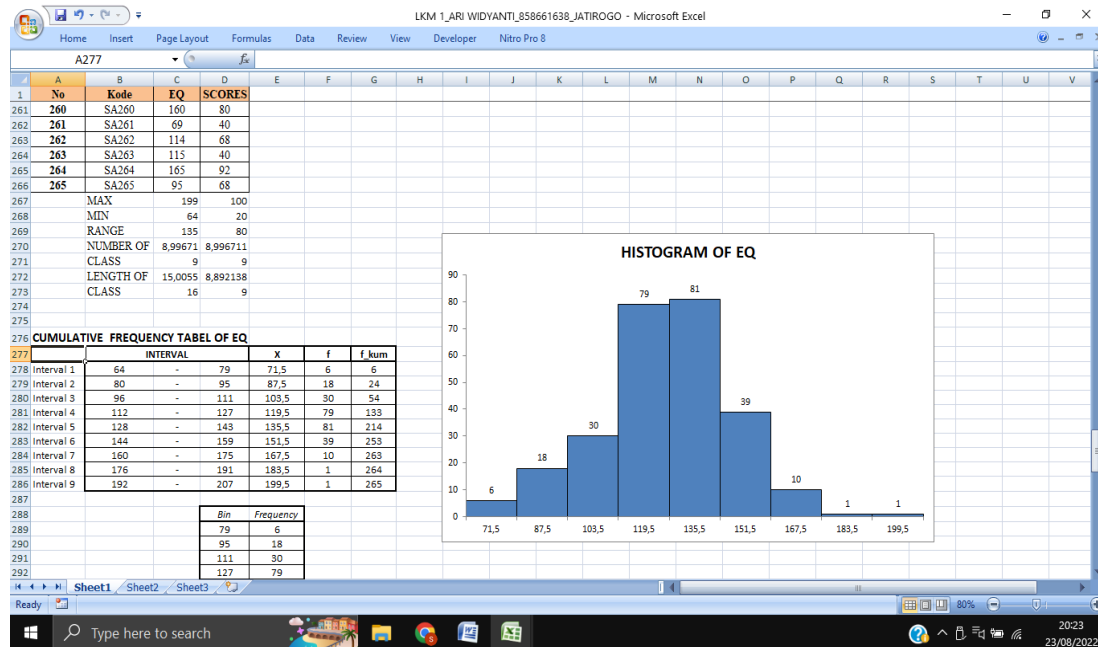 LKM 1_ARI WIDYANTI_858661638_JATIROGO - Microsoft Excel
Home Insert Page Layout Formulas Data Review View Developer Nitro Pro 8
A277 fx
A B C D E F G H I J K L M N O P Q R S T U V
1 No Kode EQ SCORES
261 260 SA260 160 80
262 261 SA261 69 40
263 262 SA262 114 68
264 263 SA263 115 40
265 264 SA264 165 92
266 265 SA265 95 68
267 MAX 199 100
268 MIN 64 20
269 RANGE 135 80
270 NUMBER OF 8,99671 8,996711
271 CLASS 9 9
272 LENGTH OF 15,0055 8,892138
273 CLASS 16 9
274
275
276 CUMULATIVE FREQUENCY TABEL OF EQ
277 INTERVAL X f f_kum
278 Interval 1 64 - 79 71,5 6 6
279 Interval 2 80 - 95 87,5 18 24
280 Interval 3 96 - 111 103,5 30 54
281 Interval 4 112 - 127 119,5 79 133
282 Interval 5 128 - 143 135,5 81 214
283 Interval 6 144 - 159 151,5 39 253
284 Interval 7 160 - 175 167,5 10 263
285 Interval 8 176 - 191 183,5 1 264
286 Interval 9 192 - 207 199,5 1 265
287
288 Bin Frequency
289 79 6
290 95 18
291 111 30
292 127 79
HISTOGRAM OF EQ
90
80
70
60
50
40
30
20
10
0
6 18 30 79 81 39 10 1 1
71,5 87,5 103,5 119,5 135,5 151,5 167,5 183,5 199,5
Sheet1 Sheet2 Sheet3
Ready 80%
Type here to search
20:23
23/08/2022